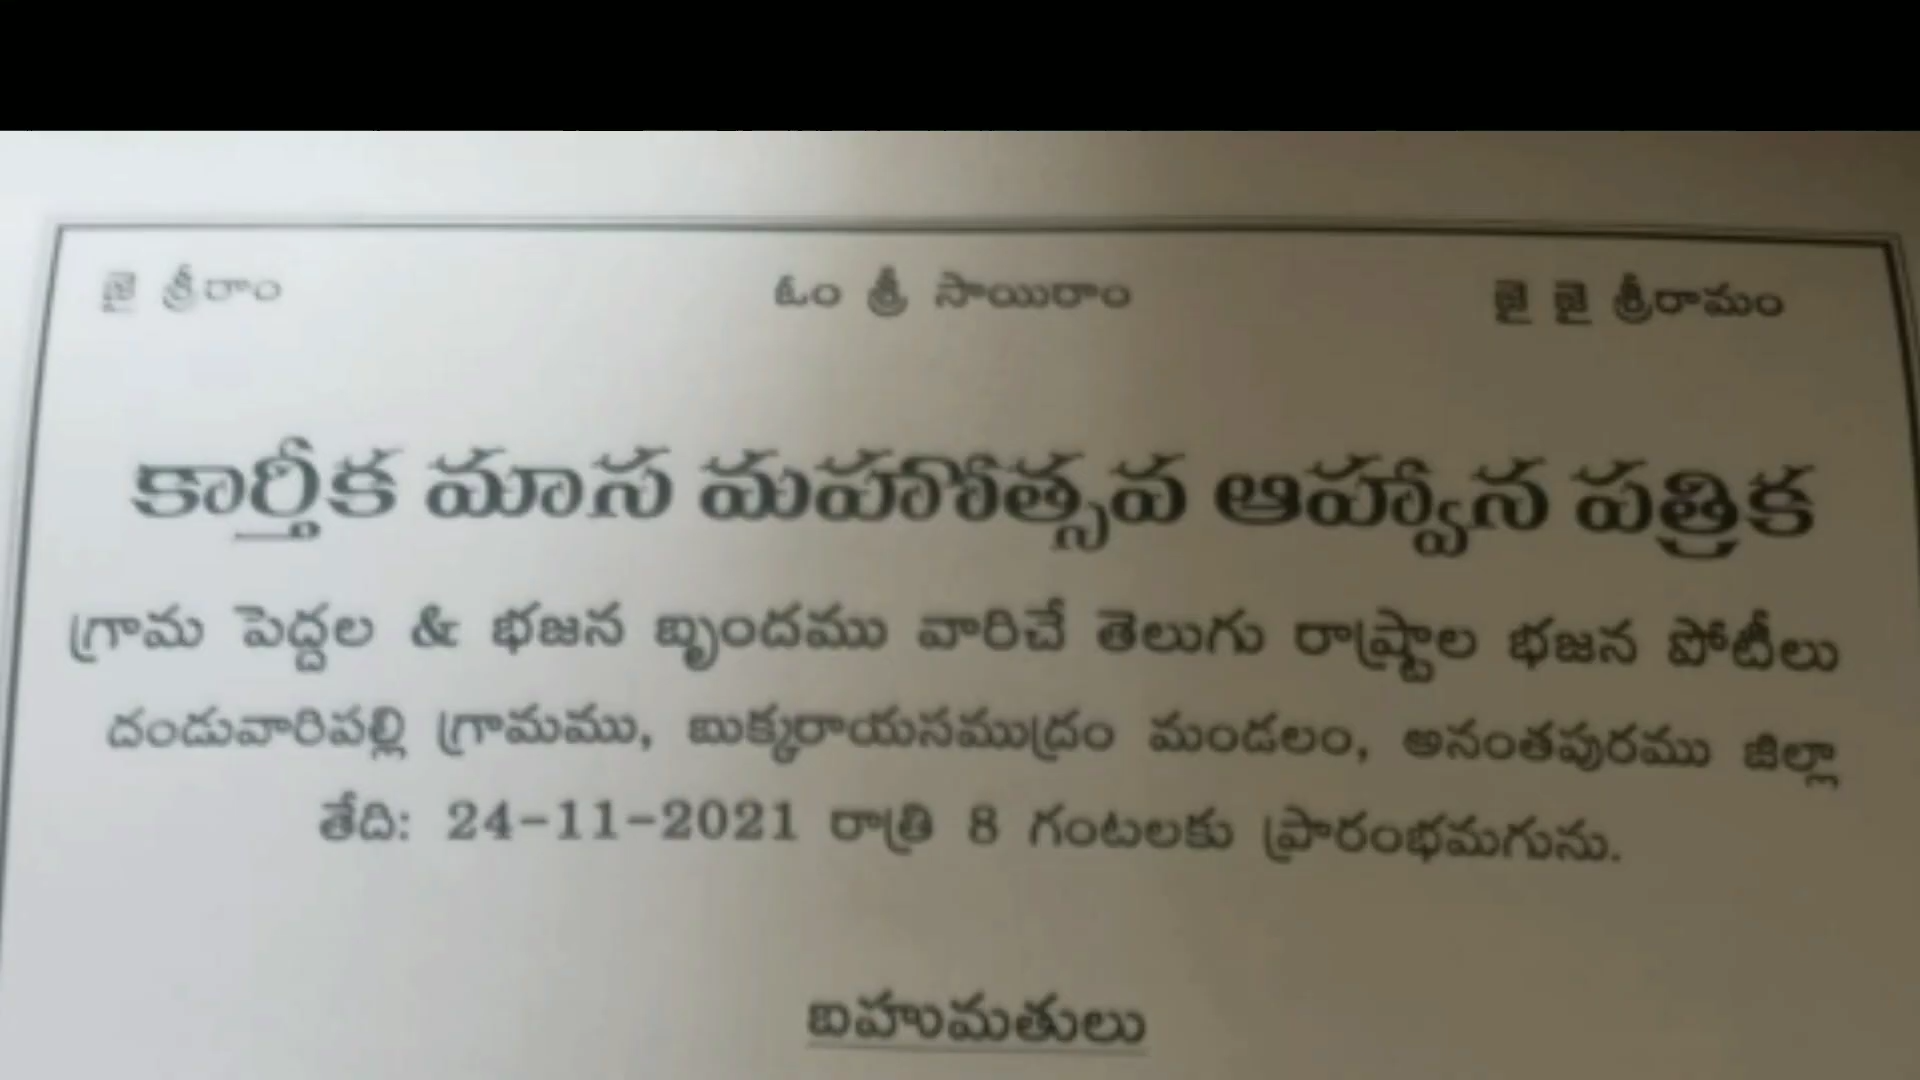 జై శ్రీరాం ఓం శ్రీ సాయిరాం జై జై శ్రీరామం
కార్తీక మాస మహోత్సవ ఆహ్వాన పత్రిక
గ్రామ పెద్దల & భజన బృందము వారిచే తెలుగు రాష్ట్రాల భజన పోటీలు
దండువారిపల్లి గ్రామము, బుక్కరాయసముద్రం మండలం, అనంతపురము జిల్లా
తేది: 24-11-2021 రాత్రి 8 గంటలకు ప్రారంభమగును.
బహుమతులు